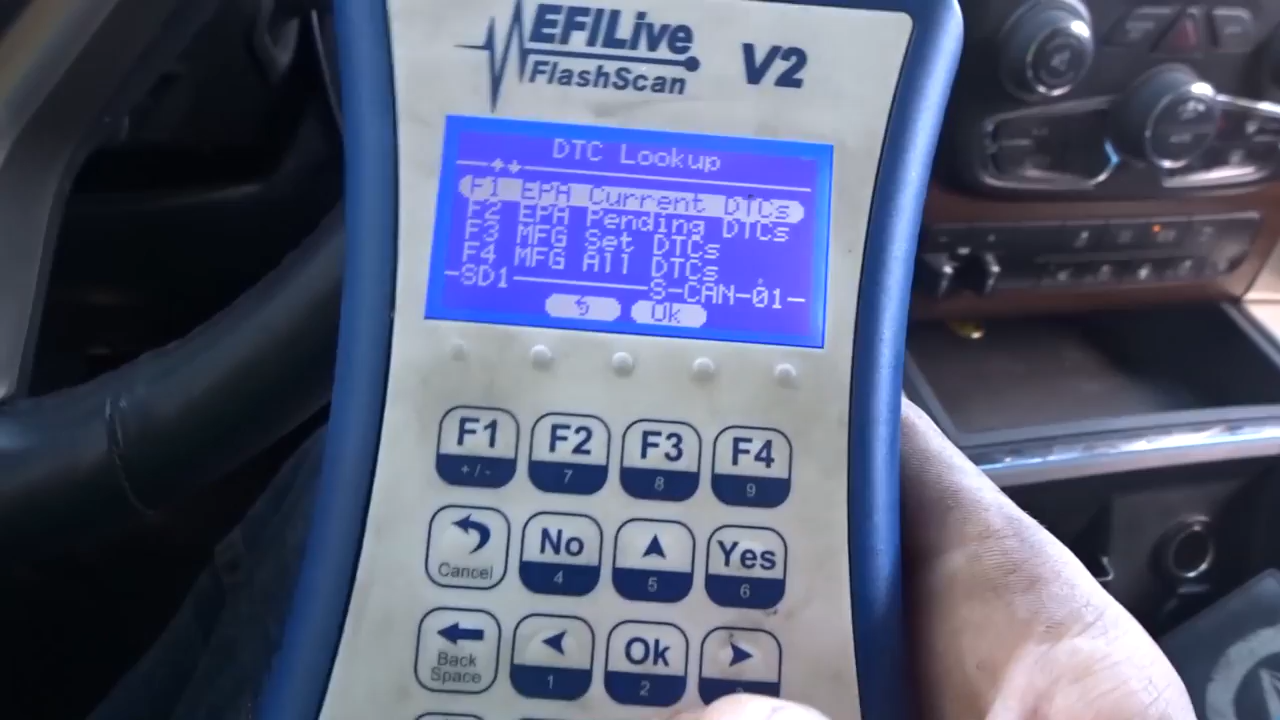 EFILive
FlashScan V2
DTC Lookup
F1 EPA Current DTCs
F2 EPA Pending DTCs
F3 MFG Set DTCs
F4 MFG All DTCs
SD1 S-CAN-01
Ok
F1 F2 F3 F4
+/- 7 8 9
Cancel No Yes
4 5 6
Back Space Ok
1 2